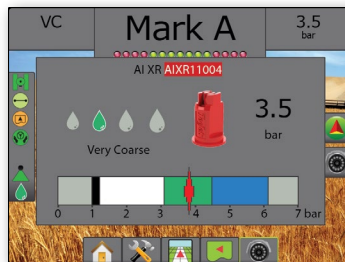 VC
Mark A
3.5
bar
AI XR AIXR11004
3.5
bar
Very Coarse
0 1 2 3 4 5 6 7 bar